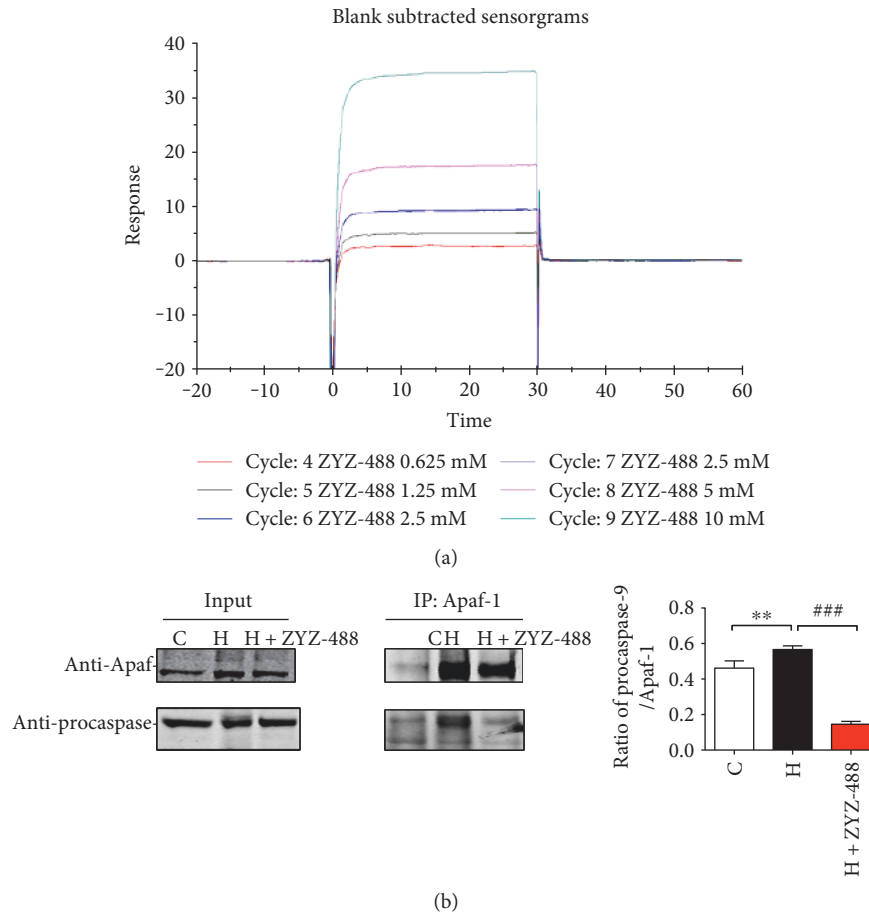 Blank subtracted sensorgrams
40
30
20
10
0
-10
-20
Response
-20 -10 0 10 20 30 40 50 60
Time
Cycle: 4 ZYZ-488 0.625 mM
Cycle: 5 ZYZ-488 1.25 mM
Cycle: 6 ZYZ-488 2.5 mM
Cycle: 7 ZYZ-488 2.5 mM
Cycle: 8 ZYZ-488 5 mM
Cycle: 9 ZYZ-488 10 mM
(a)
Input
C H H + ZYZ-488
Anti-Apaf-
Anti-procaspase-
IP: Apaf-1
C H H + ZYZ-488
Ratio of procaspase-9
/Apaf-1
0.8
0.6
0.4
0.2
0.0
** ###
C
H
H + ZYZ-488
(b)